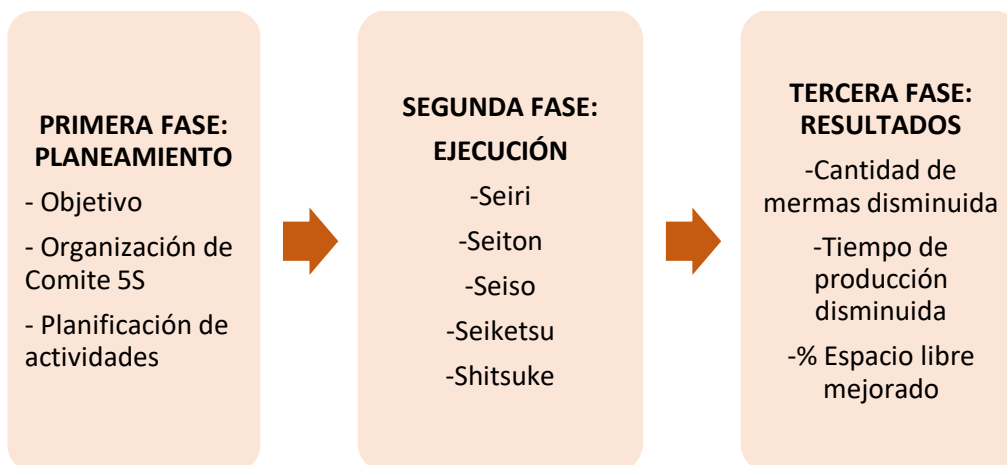 PRIMERA FASE:
PLANEAMIENTO
- Objetivo
- Organización de
Comite 5S
- Planificación de
actividades
SEGUNDA FASE:
EJECUCIÓN
-Seiri
-Seiton
-Seiso
-Seiketsu
-Shitsuke
TERCERA FASE:
RESULTADOS
-Cantidad de
mermas disminuida
-Tiempo de
producción
disminuida
-% Espacio libre
mejorado